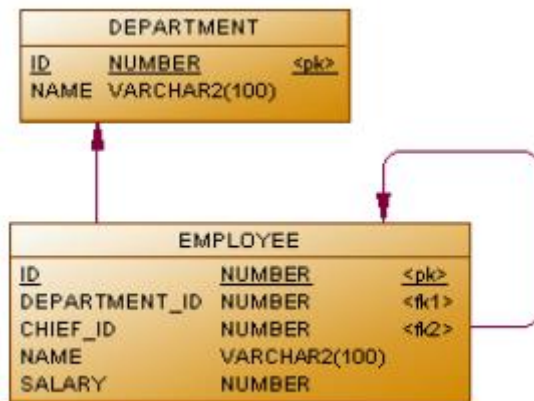 DEPARTMENT
ID NUMBER <pk>
NAME VARCHAR2(100)
EMPLOYEE
ID NUMBER <pk>
DEPARTMENT_ID NUMBER <fk1>
CHIEF_ID NUMBER <fk2>
NAME VARCHAR2(100)
SALARY NUMBER